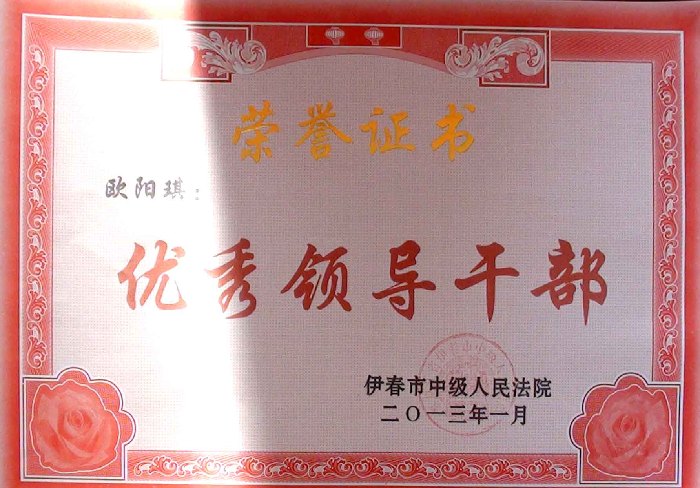 荣誉证书
欧阳琪：
优秀领导干部
伊春市中级人民法院
二〇一三年一月